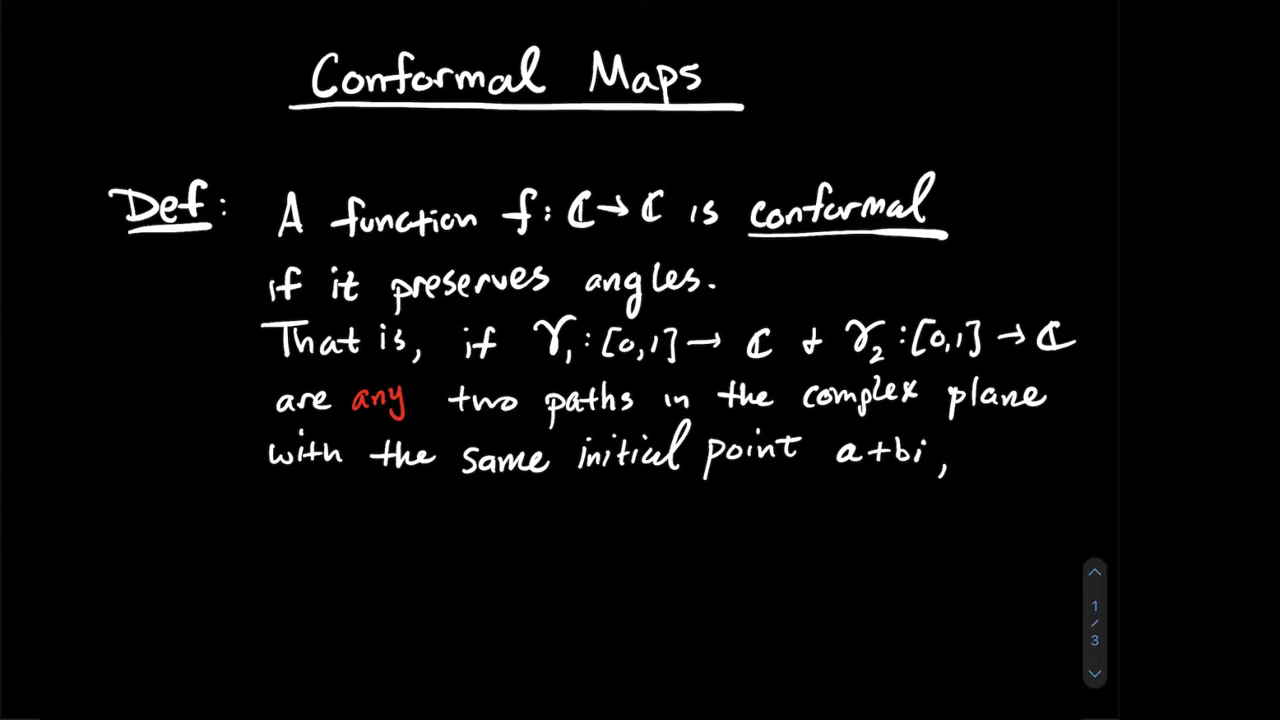 Conformal Maps
Def: A function f: ℂ→ℂ is conformal
if it preserves angles.
That is, if γ₁:[0,1]→ ℂ + γ₂:[0,1]→ℂ
are any two paths in the complex plane
with the same initial point a+bi,
1
/
3